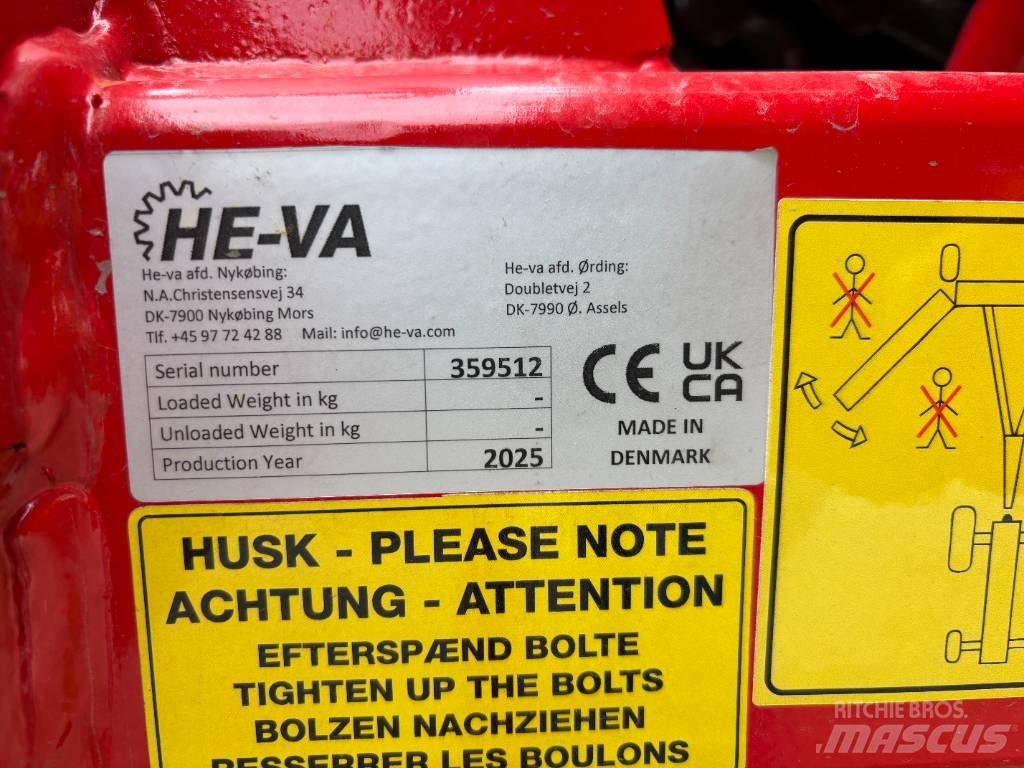 HE-VA
He-va afd. Nykøbing:
N.A.Christensensvej 34
DK-7900 Nykøbing Mors
Tlf. +45 97 72 42 88 Mail: info@he-va.com
He-va afd. Ørding:
Doubletvej 2
DK-7990 Ø. Assels
Serial number 359512
Loaded Weight in kg -
Unloaded Weight in kg -
Production Year 2025
CE UK
CA
MADE IN
DENMARK
HUSK - PLEASE NOTE
ACHTUNG - ATTENTION
EFTERSPÆND BOLTE
TIGHTEN UP THE BOLTS
BOLZEN NACHZIEHEN
RESSERRER LES BOULONS
RITCHIE BROS.
MASCUS